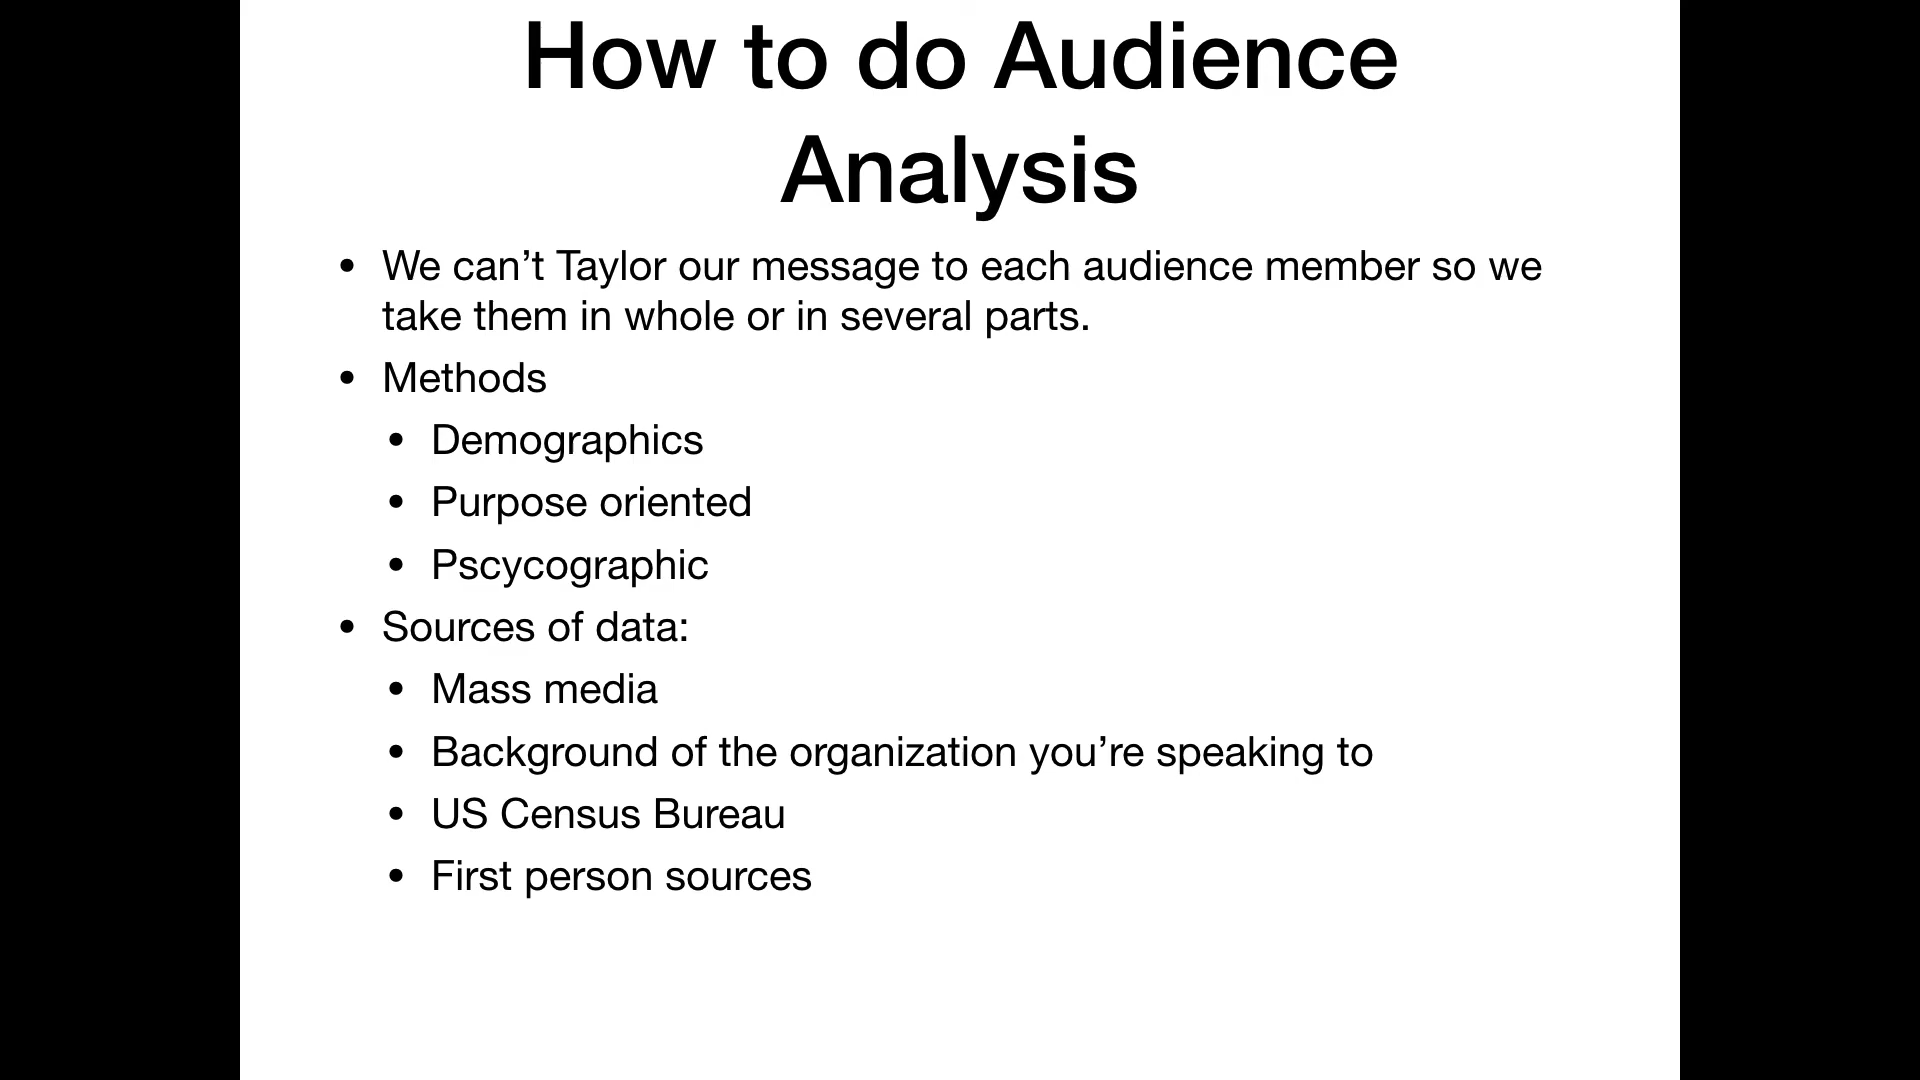 How to do Audience
Analysis
• We can’t Taylor our message to each audience member so we
take them in whole or in several parts.
• Methods
• Demographics
• Purpose oriented
• Pscycographic
• Sources of data:
• Mass media
• Background of the organization you’re speaking to
• US Census Bureau
• First person sources